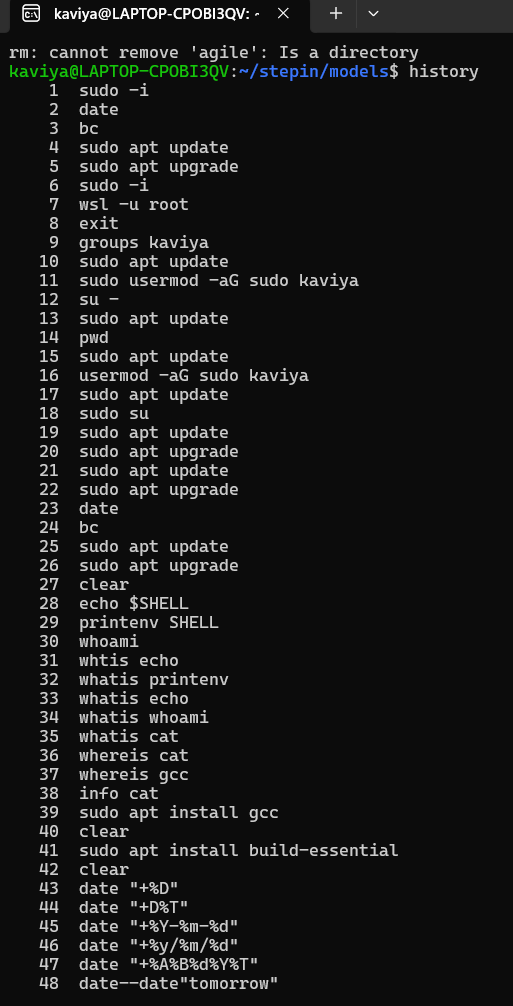 kaviya@LAPTOP-CPOBI3QV: ~
rm: cannot remove 'agile': Is a directory
kaviya@LAPTOP-CPOBI3QV:~/stepin/models$ history
1 sudo -i
2 date
3 bc
4 sudo apt update
5 sudo apt upgrade
6 sudo -i
7 wsl -u root
8 exit
9 groups kaviya
10 sudo apt update
11 sudo usermod -aG sudo kaviya
12 su -
13 sudo apt update
14 pwd
15 sudo apt update
16 usermod -aG sudo kaviya
17 sudo apt update
18 sudo su
19 sudo apt update
20 sudo apt upgrade
21 sudo apt update
22 sudo apt upgrade
23 date
24 bc
25 sudo apt update
26 sudo apt upgrade
27 clear
28 echo $SHELL
29 printenv SHELL
30 whoami
31 whtis echo
32 whatis printenv
33 whatis echo
34 whatis whoami
35 whatis cat
36 whereis cat
37 whereis gcc
38 info cat
39 sudo apt install gcc
40 clear
41 sudo apt install build-essential
42 clear
43 date "+%D"
44 date "+D%T"
45 date "+%Y-%m-%d"
46 date "+%y/%m/%d"
47 date "+%A%B%d%Y%T"
48 date--date"tomorrow"